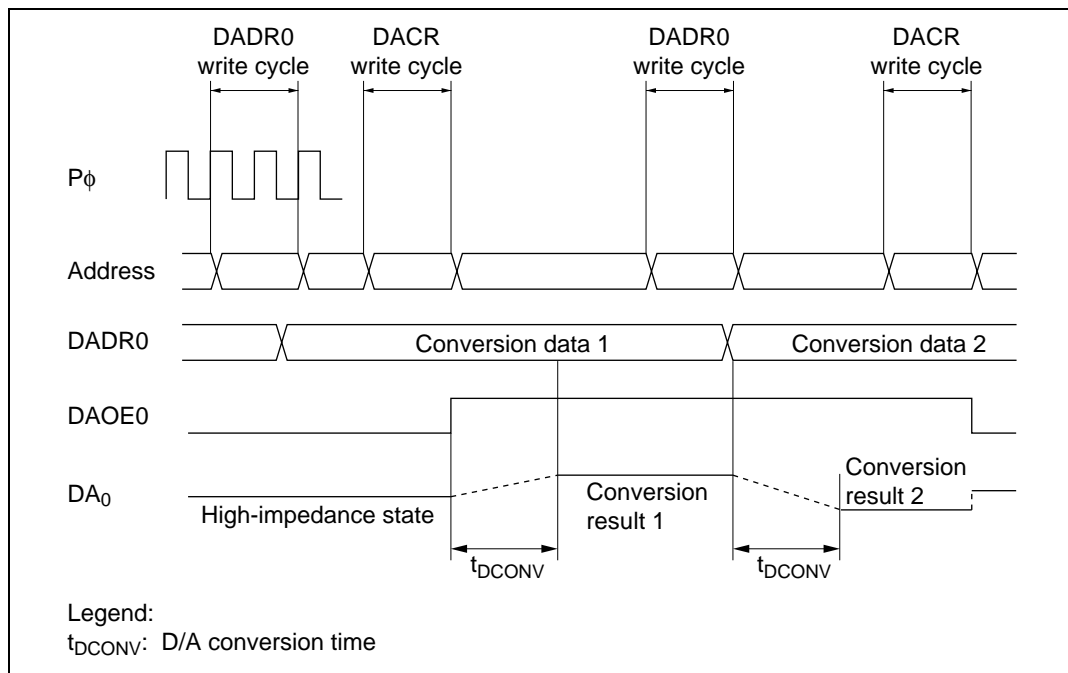 DADR0 write cycle
DACR write cycle
DADR0 write cycle
DACR write cycle
Pϕ
Address
DADR0
Conversion data 1
Conversion data 2
DAOE0
DA0
High-impedance state
Conversion result 1
Conversion result 2
tDCONV
tDCONV
Legend:
tDCONV: D/A conversion time